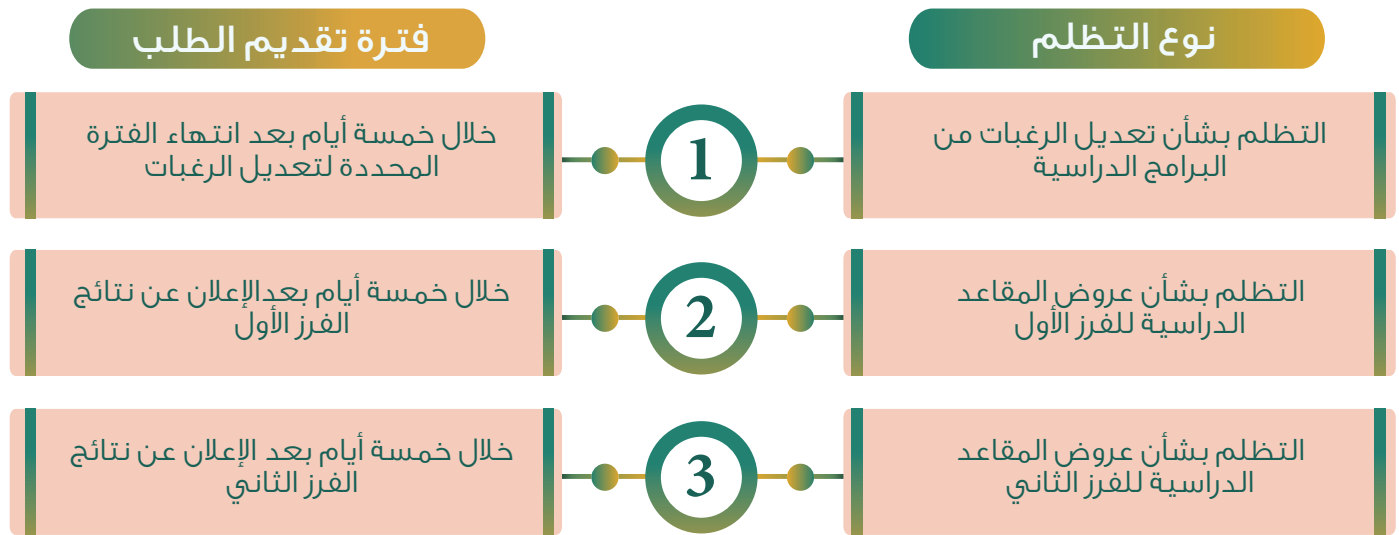 نوع التظلم
فترة تقديم الطلب
التظلم بشأن تعديل الرغبات من
البرامج الدراسية
1
خلال خمسة أيام بعد انتهاء الفترة
المحددة لتعديل الرغبات
التظلم بشأن عروض المقاعد
الدراسية للفرز الأول
2
خلال خمسة أيام بعدالإعلان عن نتائج
الفرز الأول
التظلم بشأن عروض المقاعد
الدراسية للفرز الثاني
3
خلال خمسة أيام بعد الإعلان عن نتائج
الفرز الثاني